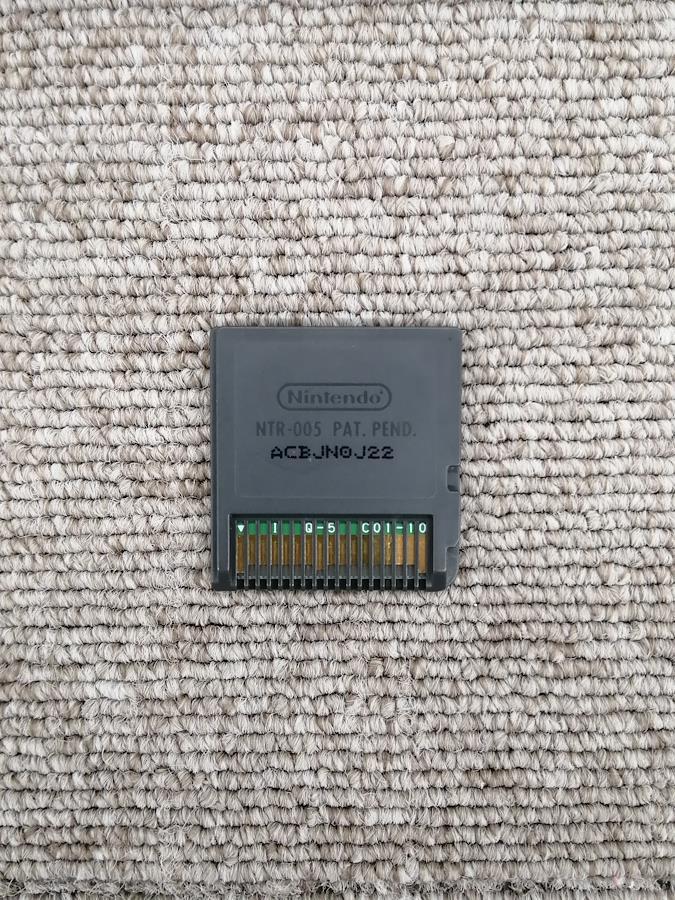 Nintendo®
NTR-005 PAT. PEND.
ACBJN0J22
▼ I Q-5 C01-10